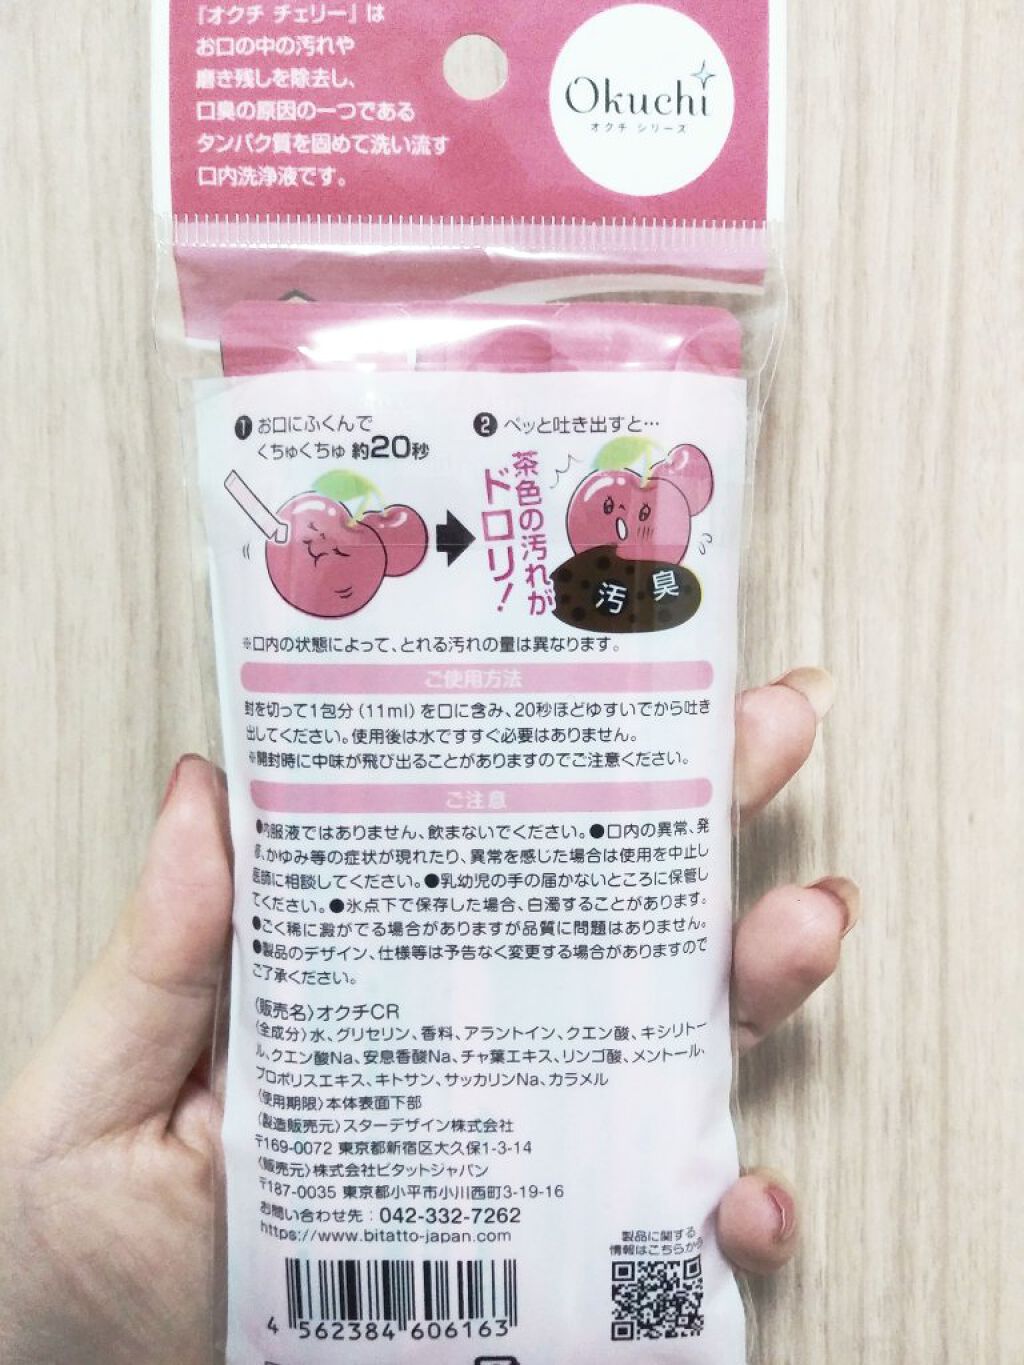 『オクチ チェリー』は
お口の中の汚れや
磨き残しを除去し、
口臭の原因の一つである
タンパク質を固めて洗い流す
口内洗浄液です。
Okuchi
オクチ シリーズ
1 お口にふくんで
くちゅくちゅ 約20秒
2 ペッと吐き出すと…
茶色の汚れが
ドロリ!
汚 臭
※口内の状態によって、とれる汚れの量は異なります。
ご使用方法
封を切って1包分(11ml)を口に含み、20秒ほどゆすいでから吐き
出してください。使用後は水ですすぐ必要はありません。
※開封時に中味が飛び出ることがありますのでご注意ください。
ご注意
●内服液ではありません、飲まないでください。●口内の異常、発
疹、かゆみ等の症状が現れたり、異常を感じた場合は使用を中止し
医師に相談してください。●乳幼児の手の届かないところに保管し
てください。●氷点下で保存した場合、白濁することがあります。
●ごく稀に澱がでる場合がありますが品質に問題はありません。
●製品のデザイン、仕様等は予告なく変更する場合がありますので
ご了承ください。
〈販売名〉オクチCR
〈全成分〉水、グリセリン、香料、アラントイン、クエン酸、キシリトー
ル、クエン酸Na、安息香酸Na、チャ葉エキス、リンゴ酸、メントール、
プロポリスエキス、キトサン、サッカリンNa、カラメル
〈使用期限〉本体表面下部
〈製造販売元〉スターデザイン株式会社
〒169-0072 東京都新宿区大久保1-3-14
〈販売元〉株式会社ビタットジャパン
〒187-0035 東京都小平市小川西町3-19-16
お問い合わせ先:042-332-7262
https://www.bitatto-japan.com
製品に関する
情報はこちらから
4 562384 606163